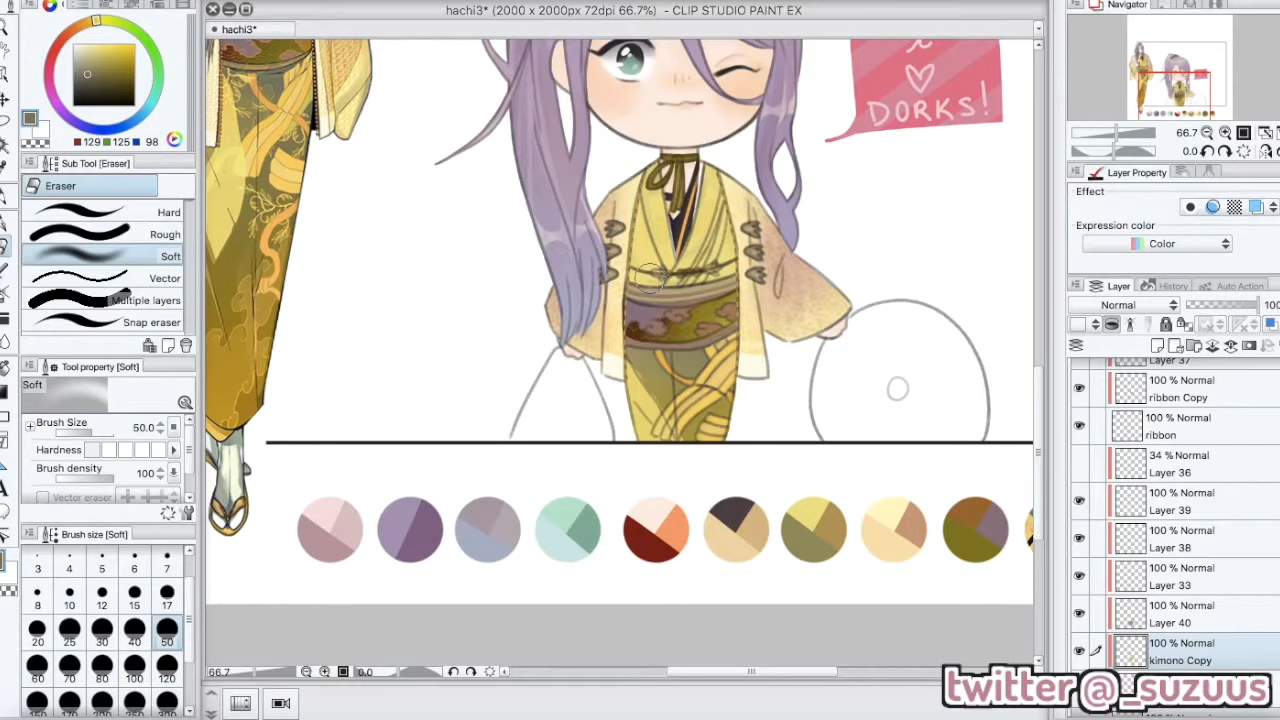 hachi3* (2000 x 2000px 72dpi 66.7%) - CLIP STUDIO PAINT EX
hachi3*
Navigator
129 125 98
Sub Tool [Eraser]
Eraser
Hard
Rough
Soft
Vector
Multiple layers
Snap eraser
Tool property [Soft]
Soft
Brush Size 50.0
Hardness
Brush density 100
Vector eraser
Brush size [Soft]
3 4 5 6 7
8 10 12 15 17
20 25 30 40 50
60 70 80 100 120
DORKS!
66.7
0.0
Layer Property
Effect
Expression color
Color
Layer History Auto Action
Normal 100
Layer 37
100 % Normal
ribbon Copy
100 % Normal
ribbon
34 % Normal
Layer 36
100 % Normal
Layer 39
100 % Normal
Layer 38
100 % Normal
Layer 33
100 % Normal
Layer 40
100 % Normal
kimono Copy
66.7 0.0
twitter @_suzuus